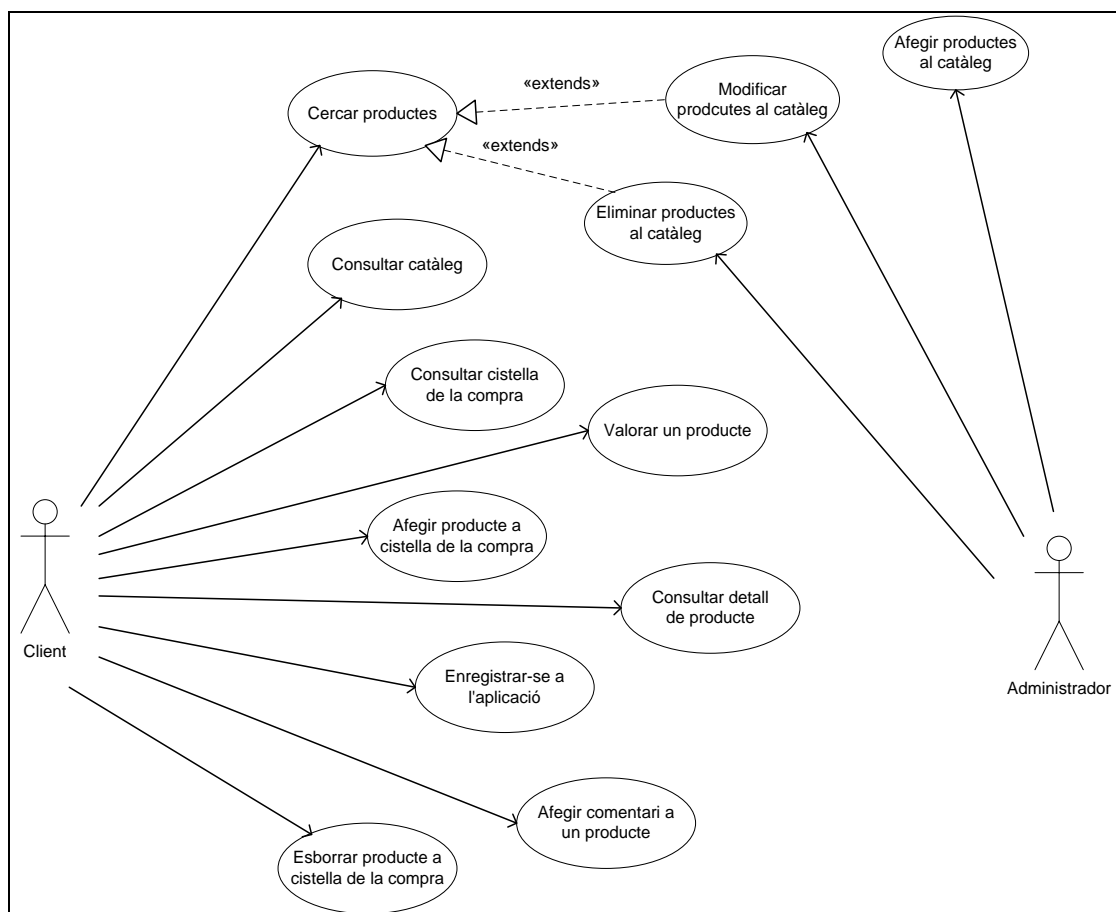 Afegir productes
al catàleg
«extends»
Modificar
prodcutes al catàleg
Cercar productes
«extends»
Eliminar productes
al catàleg
Consultar catàleg
Consultar cistella
de la compra
Valorar un producte
Afegir producte a
cistella de la compra
Consultar detall
de producte
Client
Enregistrar-se a
l'aplicació
Administrador
Afegir comentari a
un producte
Esborrar producte a
cistella de la compra